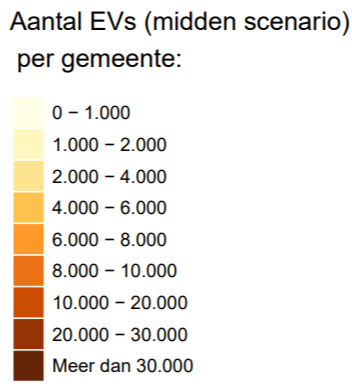 Aantal EVs (midden scenario)
per gemeente:
0 − 1.000
1.000 − 2.000
2.000 − 4.000
4.000 − 6.000
6.000 − 8.000
8.000 − 10.000
10.000 − 20.000
20.000 − 30.000
Meer dan 30.000